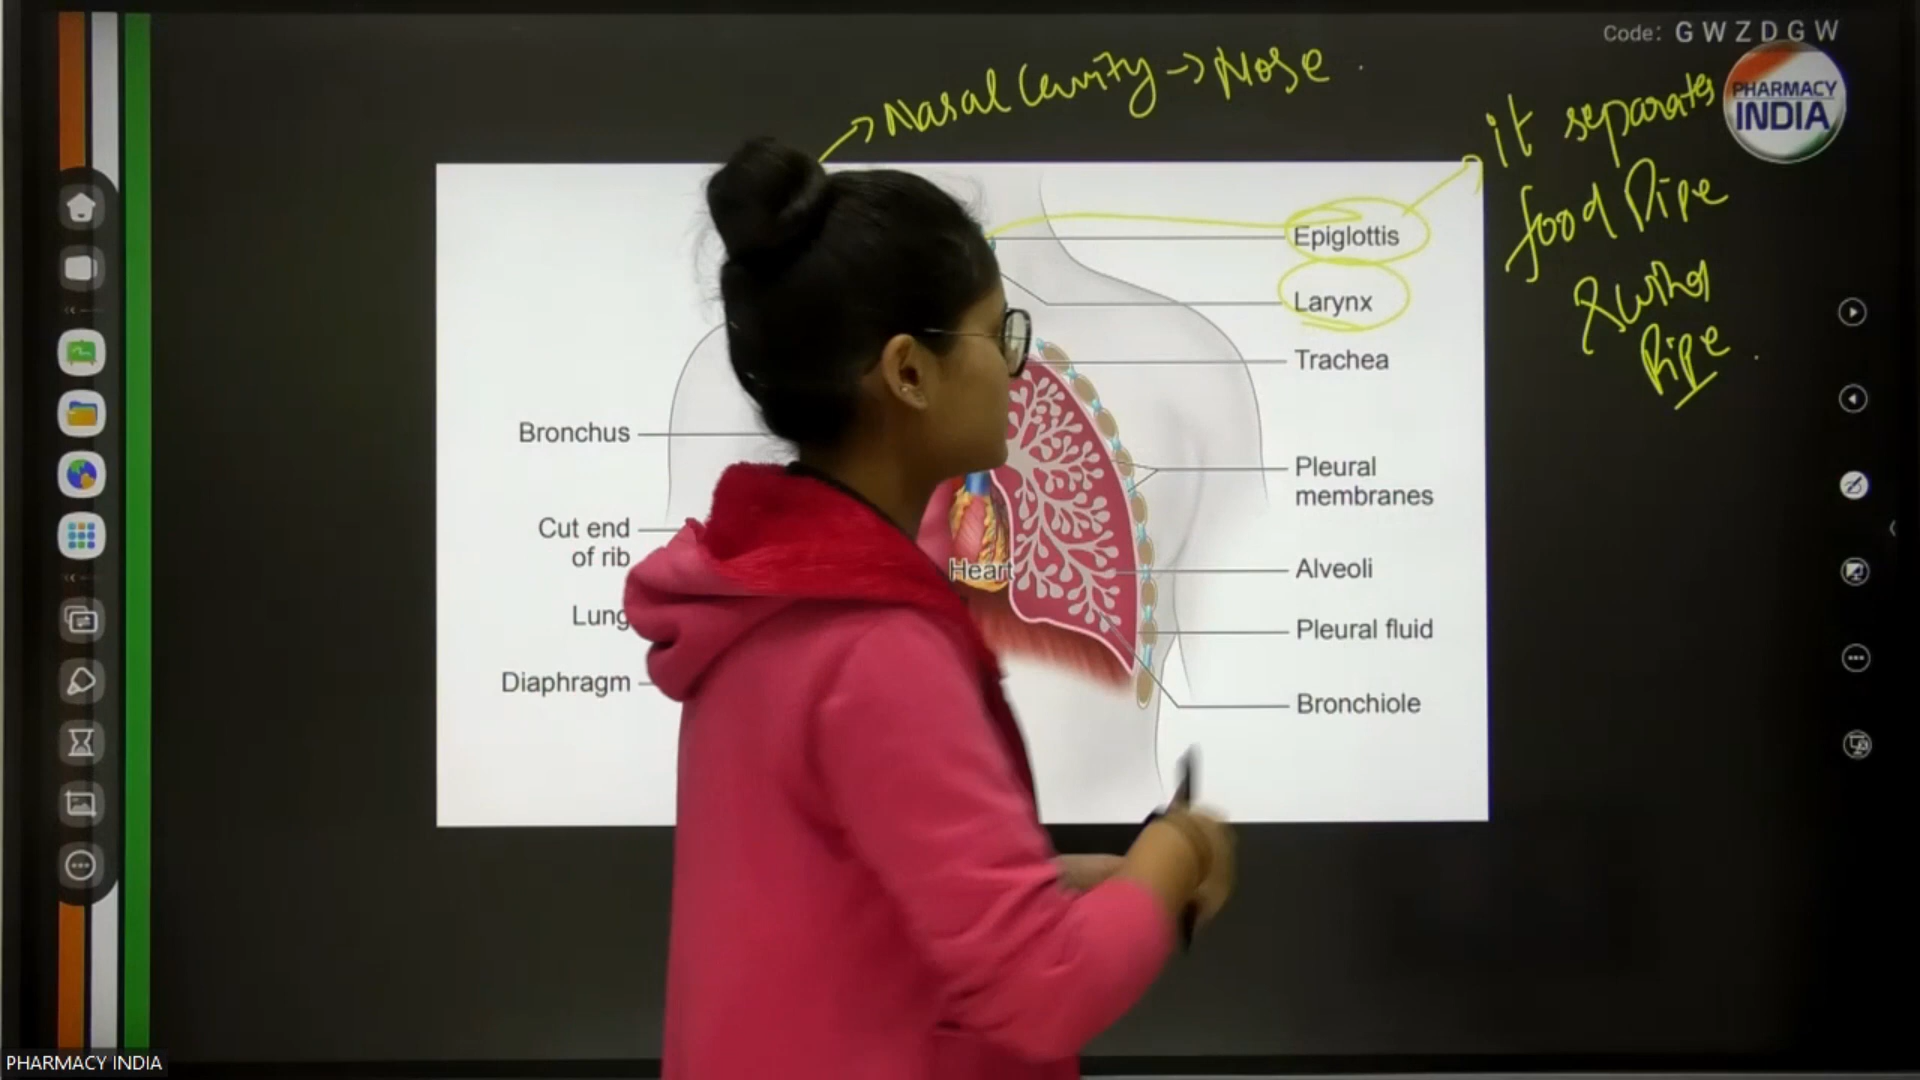 Code: GWZDGW
→ Nasal Cavity → Nose
PHARMACY
INDIA
it separates
food Pipe
& wind
Pipe.
Epiglottis
Larynx
Trachea
Bronchus
Pleural
membranes
Cut end
of rib
Heart
Alveoli
Lung
Pleural fluid
Diaphragm
Bronchiole
PHARMACY INDIA